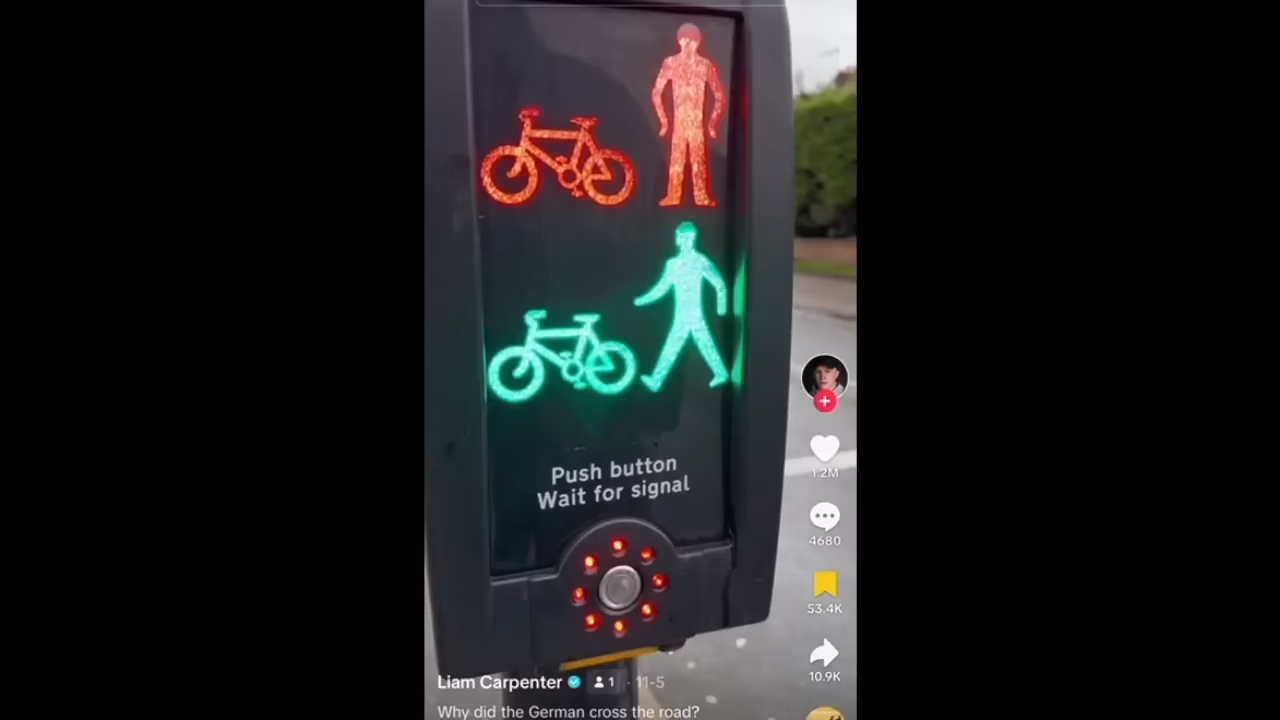 Push button
Wait for signal
1.2M
4680
53.4K
10.9K
Liam Carpenter 1 · 11-5
Why did the German cross the road?